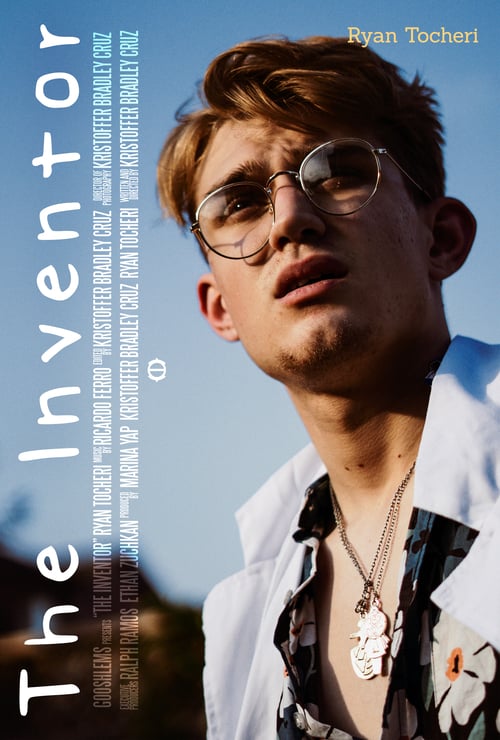 Ryan Tocheri
The Inventor
GOOSHLEMS PRESENTS "THE INVENTOR" RYAN TOCHERI MUSIC BY RICARDO FERRO EDITED BY KRISTOFFER BRADLEY CRUZ DIRECTOR OF PHOTOGRAPHY KRISTOFFER BRADLEY CRUZ
EXECUTIVE PRODUCERS RALPH RAMOS ETHAN ZUCHKAN PRODUCED BY MARINA YAP KRISTOFFER BRADLEY CRUZ RYAN TOCHERI WRITTEN AND DIRECTED BY KRISTOFFER BRADLEY CRUZ